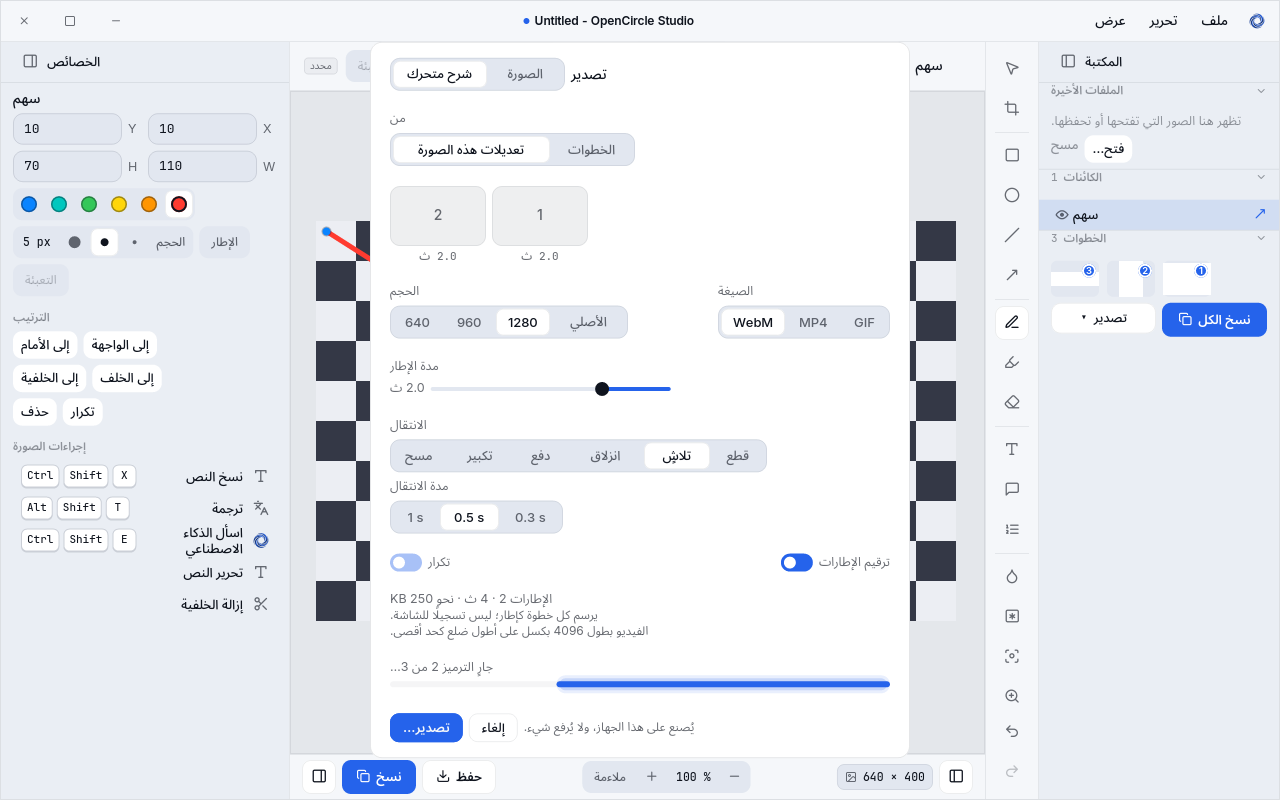 ملف
تحرير
عرض
Untitled - OpenCircle Studio
المكتبة
الملفات الأخيرة
تظهر هنا الصور التي تفتحها أو تحفظها.
فتح...
مسح
الكائنات 1
سهم
الخطوات 3
1
2
3
نسخ الكل
تصدير
سهم
محدد
تصدير
الصورة
شرح متحرك
من
الخطوات
تعديلات هذه الصورة
1
2
2.0 ث
2.0 ث
الصيغة
GIF
MP4
WebM
الحجم
الأصلي
1280
960
640
مدة الإطار
2.0 ث
الانتقال
قطع
تلاشٍ
انزلاق
دفع
تكبير
مسح
مدة الانتقال
0.3 s
0.5 s
1 s
ترقيم الإطارات
تكرار
الإطارات 2 · 4 ث · نحو 250 KB
يرسم كل خطوة كإطار؛ ليس تسجيلًا للشاشة.
الفيديو بطول 4096 بكسل على أطول ضلع كحد أقصى.
جارٍ الترميز 2 من 3...
يُصنع على هذا الجهاز، ولا يُرفع شيء.
إلغاء
تصدير...
640 × 400
100 %
ملاءمة
حفظ
نسخ
الخصائص
سهم
X 10
Y 10
W 110
H 70
الإطار
الحجم
5 px
التعبئة
الترتيب
إلى الواجهة
إلى الأمام
إلى الخلف
إلى الخلفية
تكرار
حذف
إجراءات الصورة
نسخ النص
Ctrl Shift X
ترجمة
Alt Shift T
اسأل الذكاء
الاصطناعي
Ctrl Shift E
تحرير النص
إزالة الخلفية